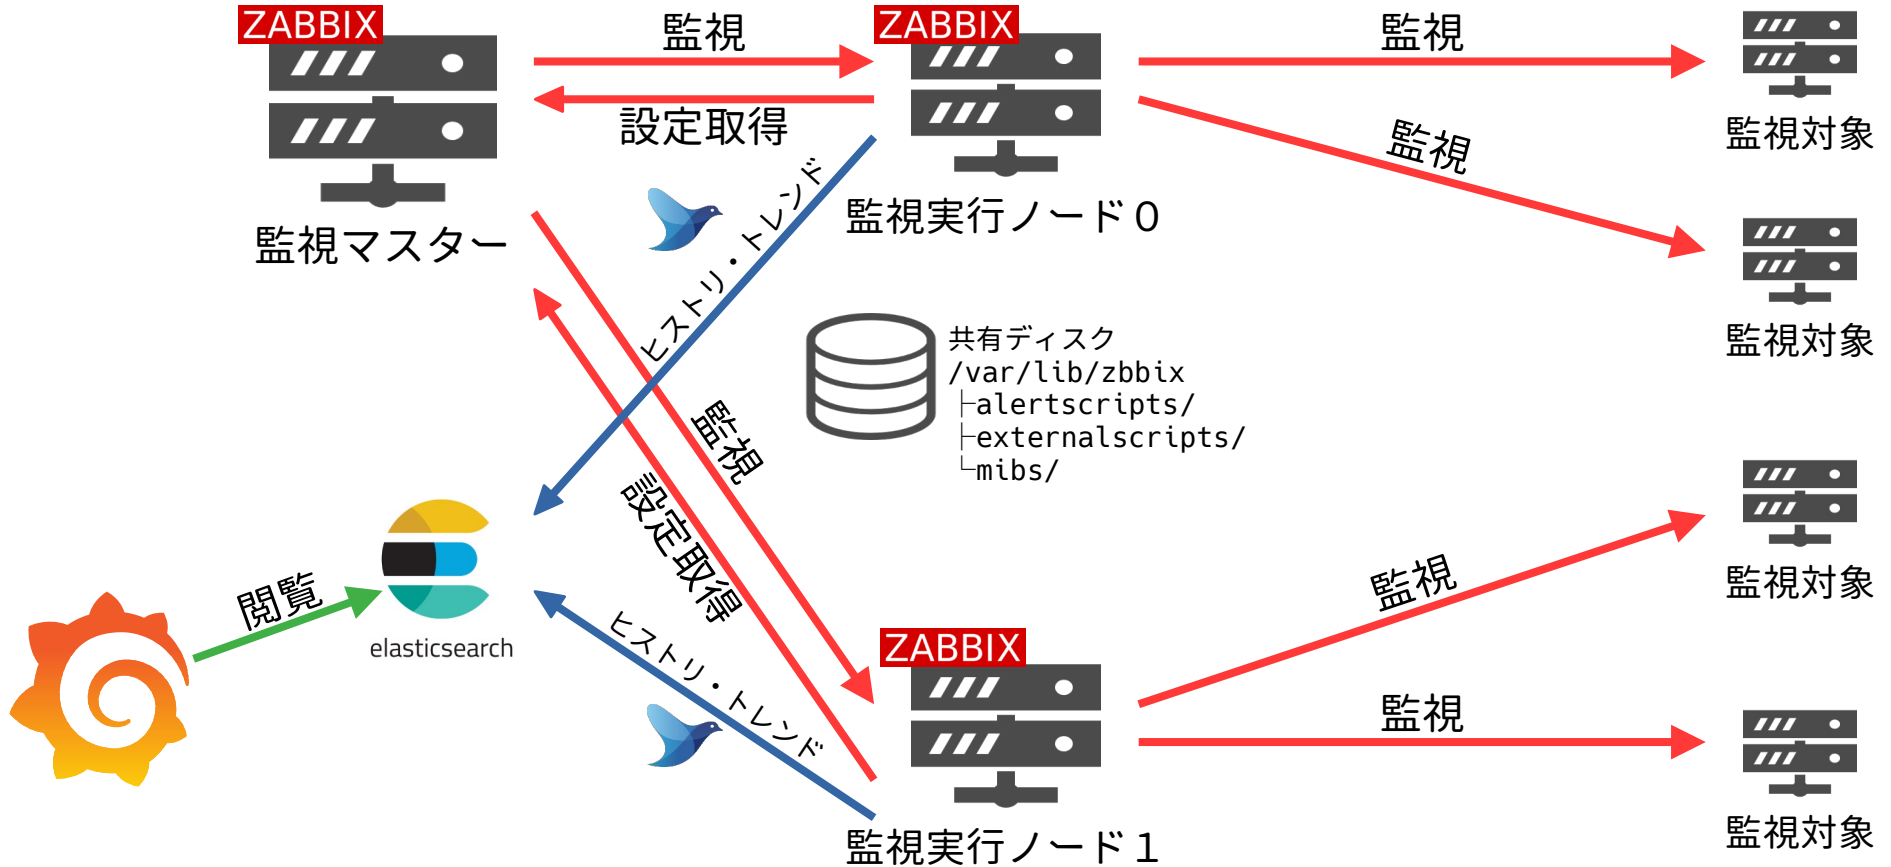 ZABBIX
監視
ZABBIX
監視
監視対象
設定取得
監視
監視マスター
監視実行ノード０
ヒストリ・トレンド
監視対象
共有ディスク
/var/lib/zbbix
├alertscripts/
├externalscripts/
└mibs/
監視
設定取得
監視
監視対象
閲覧
elasticsearch
ヒストリ・トレンド
ZABBIX
監視
監視実行ノード１
監視対象